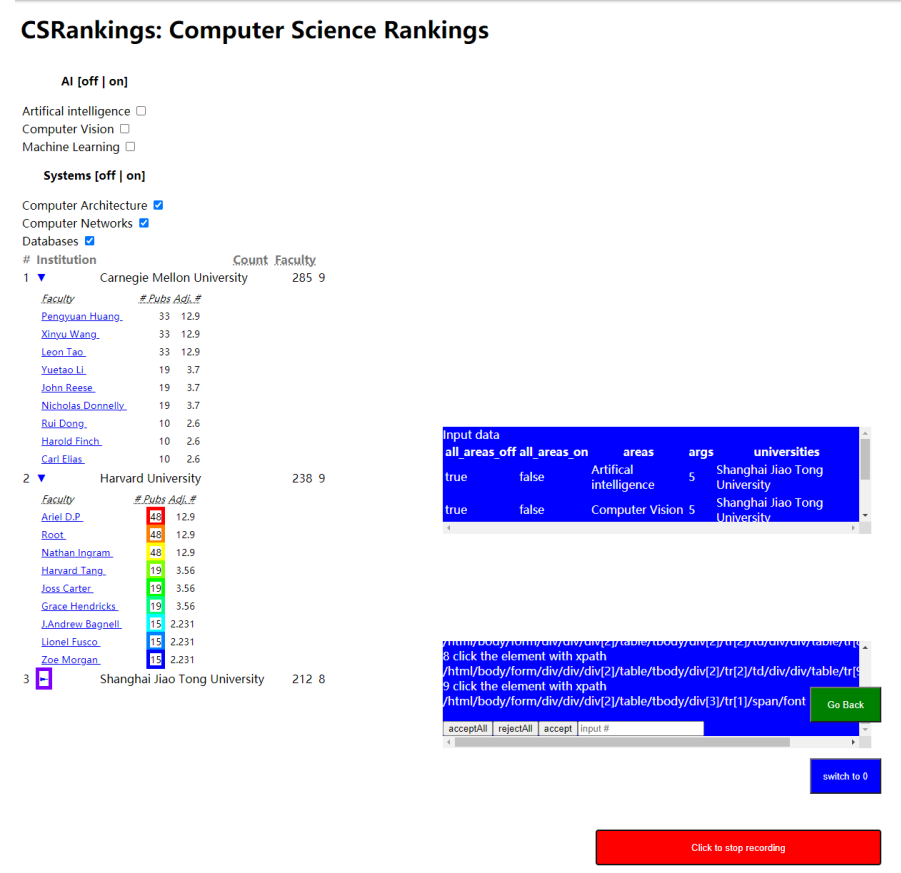 CSRankings: Computer Science Rankings
AI [off | on]
Artifical intelligence
Computer Vision
Machine Learning
Systems [off | on]
Computer Architecture
Computer Networks
Databases
# Institution Count Faculty
1 ▼ Carnegie Mellon University 285 9
Faculty # Pubs Adj. #
Pengyuan Huang 33 12.9
Xinyu Wang 33 12.9
Leon Tao 33 12.9
Yuetao Li 19 3.7
John Reese 19 3.7
Nicholas Donnelly 19 3.7
Rui Dong 10 2.6
Harold Finch 10 2.6
Carl Elias 10 2.6
2 ▼ Harvard University 238 9
Faculty # Pubs Adj. #
Ariel D.P 48 12.9
Root 48 12.9
Nathan Ingram 48 12.9
Harvard Tang 19 3.56
Joss Carter 19 3.56
Grace Hendricks 19 3.56
J.Andrew Bagnell 15 2.231
Lionel Fusco 15 2.231
Zoe Morgan 15 2.231
3 ► Shanghai Jiao Tong University 212 8
Input data
all_areas_off all_areas_on areas args universities
true false Artifical intelligence 5 Shanghai Jiao Tong University
true false Computer Vision 5 Shanghai Jiao Tong University
/html/body/form/div/div/div[2]/table/tbody/div[2]/tr[2]/td/div/div/table/tr[
8 click the element with xpath
/html/body/form/div/div/div[2]/table/tbody/div[2]/tr[2]/td/div/div/table/tr[9
9 click the element with xpath
/html/body/form/div/div/div[2]/table/tbody/div[3]/tr[1]/span/font
Go Back
acceptAll rejectAll accept input #
switch to 0
Click to stop recording